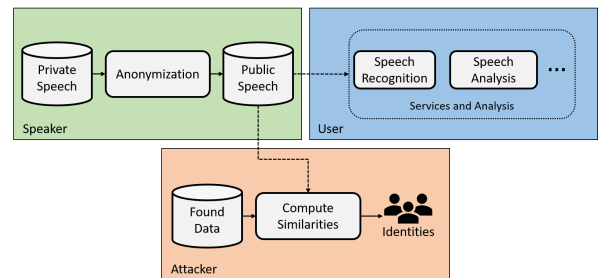 Private
Speech
Anonymization
Public
Speech
Speaker
Speech
Recognition
Speech
Analysis
...
Services and Analysis
User
Found
Data
Compute
Similarities
Identities
Attacker